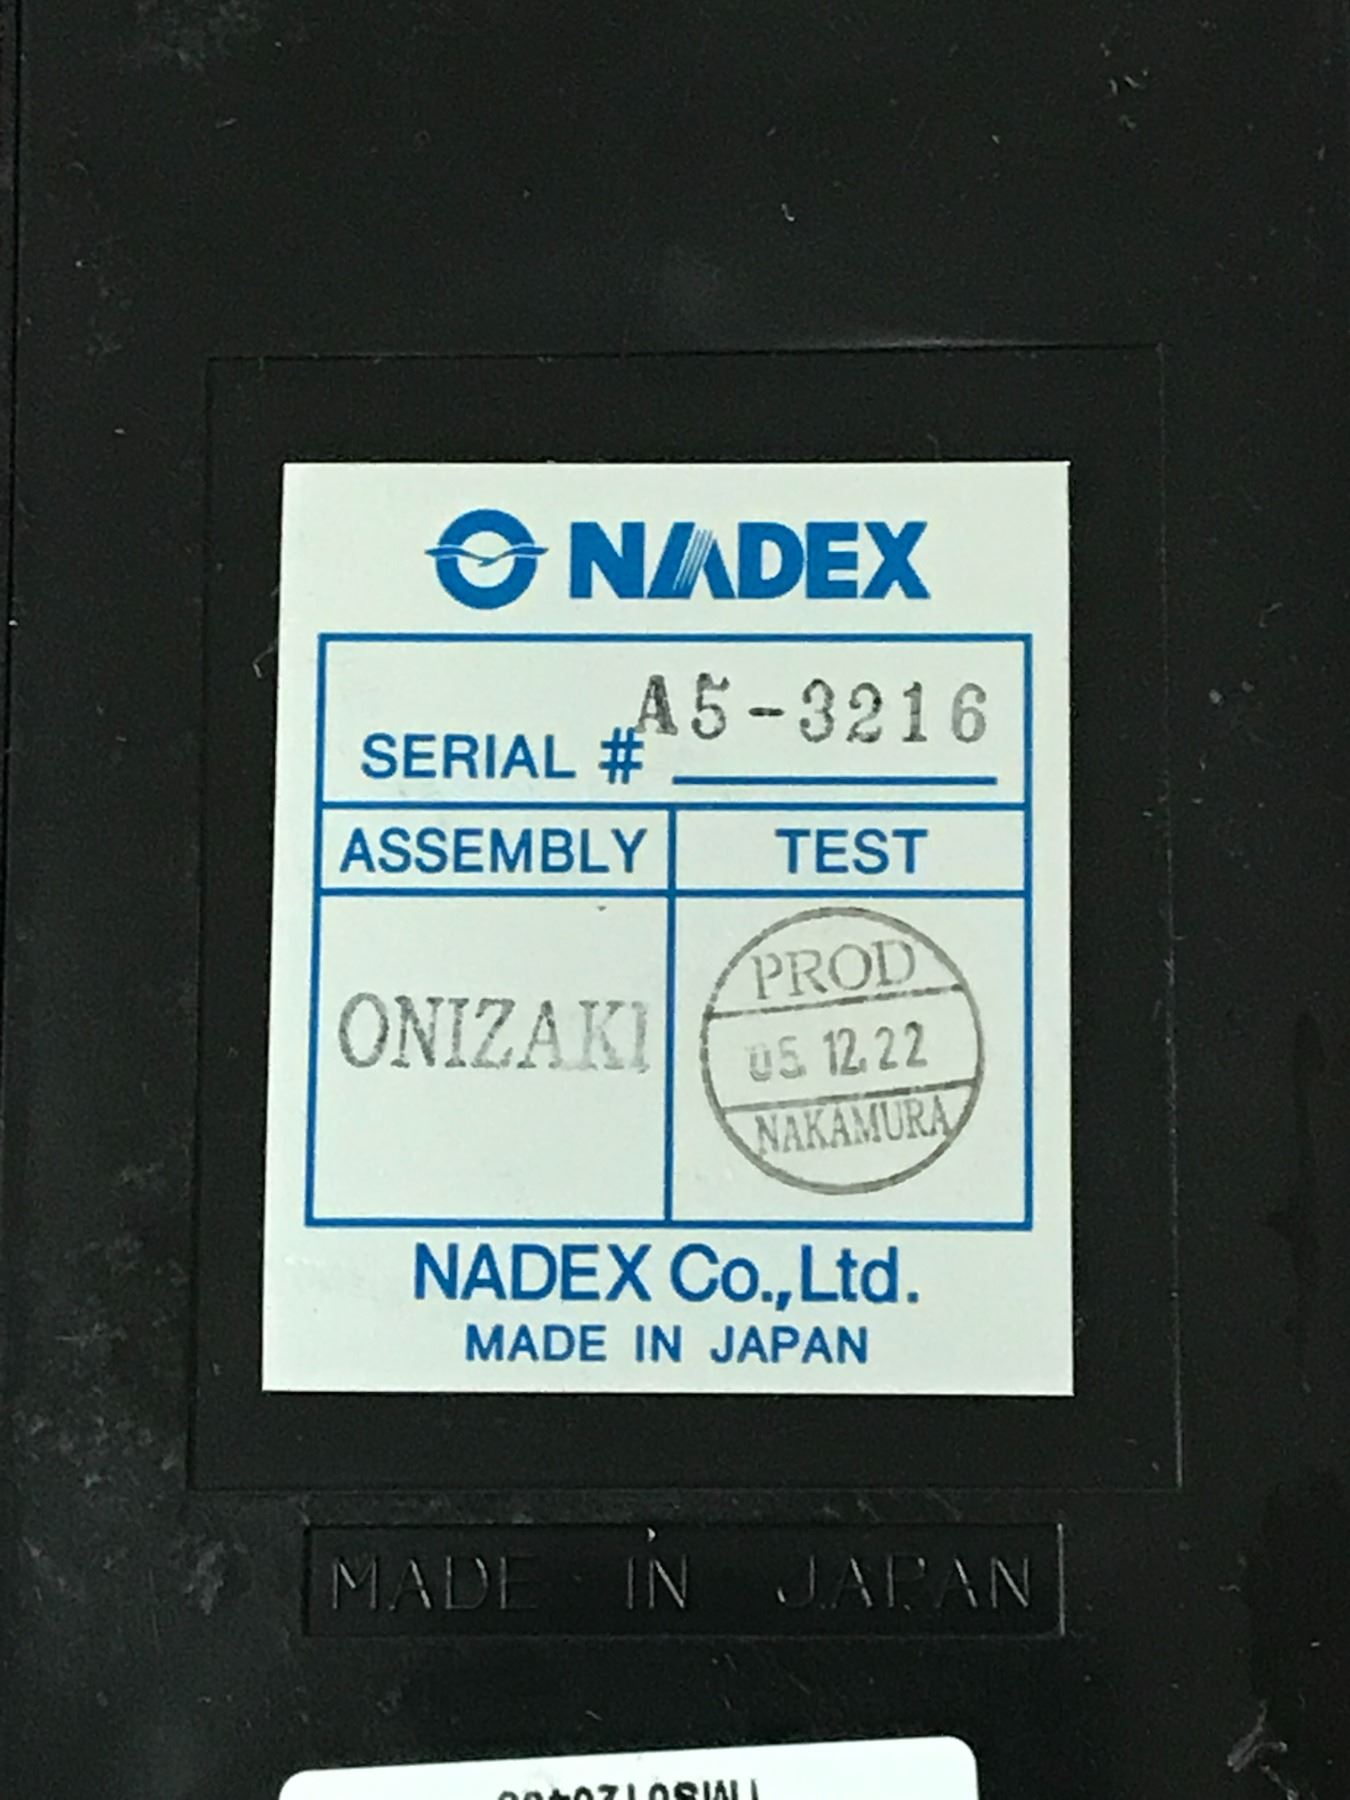 NADEX
SERIAL # A5-3216
ASSEMBLY TEST
ONIZAKI
PROD
05.12.22
NAKAMURA
NADEX Co.,Ltd.
MADE IN JAPAN
MADE IN JAPAN